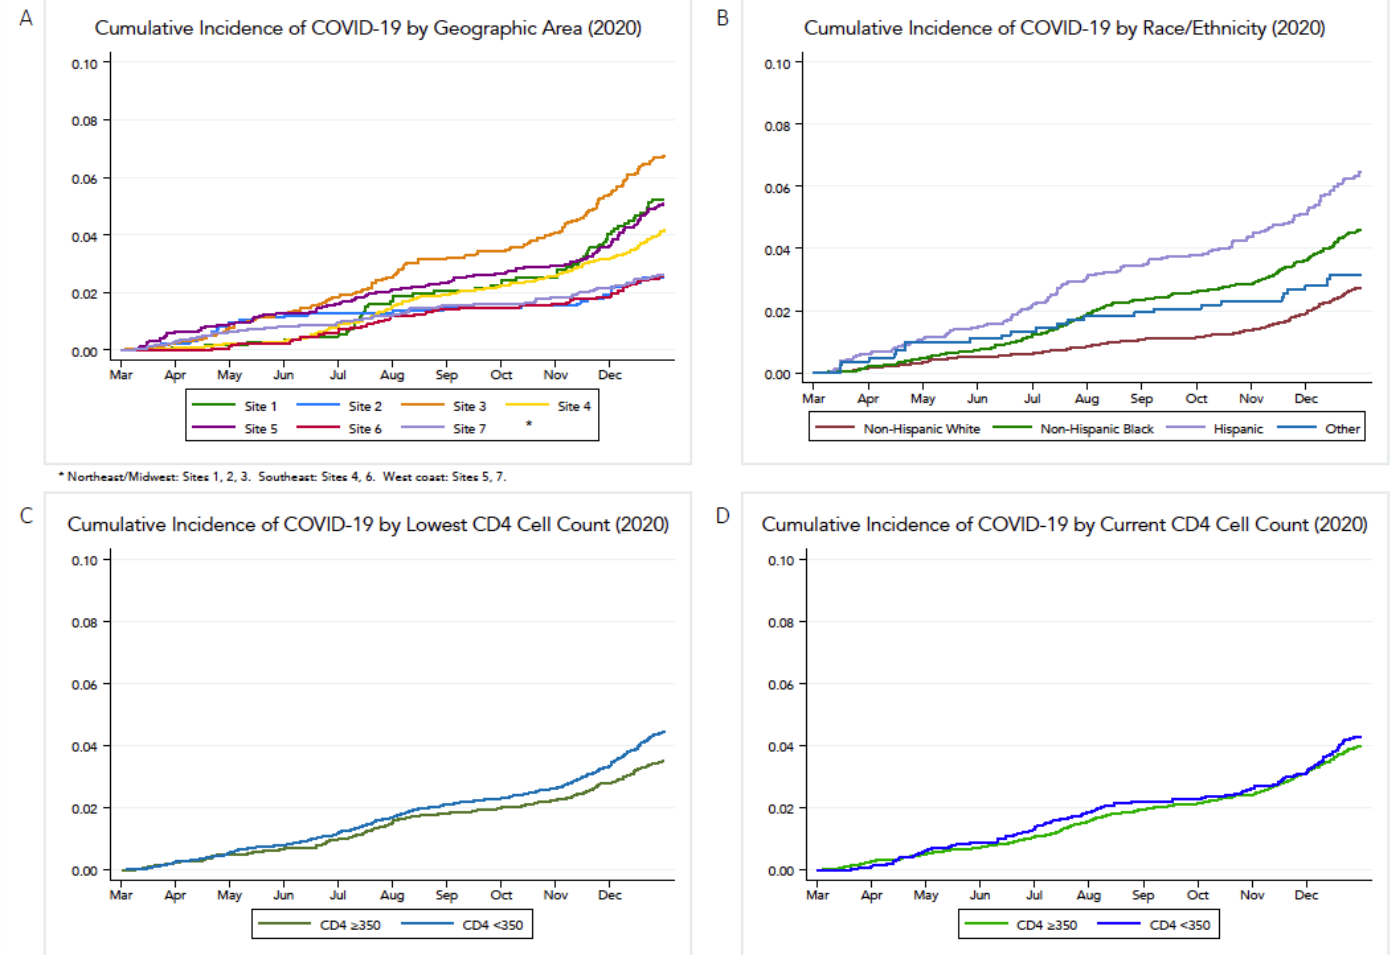 A
Cumulative Incidence of COVID-19 by Geographic Area (2020)
0.10
0.08
0.06
0.04
0.02
0.00
Mar Apr May Jun Jul Aug Sep Oct Nov Dec
Site 1 Site 2 Site 3 Site 4
Site 5 Site 6 Site 7 *
* Northeast/Midwest: Sites 1, 2, 3. Southeast: Sites 4, 6. West coast: Sites 5, 7.
B
Cumulative Incidence of COVID-19 by Race/Ethnicity (2020)
0.10
0.08
0.06
0.04
0.02
0.00
Mar Apr May Jun Jul Aug Sep Oct Nov Dec
Non-Hispanic White Non-Hispanic Black Hispanic Other
C
Cumulative Incidence of COVID-19 by Lowest CD4 Cell Count (2020)
0.10
0.08
0.06
0.04
0.02
0.00
Mar Apr May Jun Jul Aug Sep Oct Nov Dec
CD4 ≥350 CD4 <350
D
Cumulative Incidence of COVID-19 by Current CD4 Cell Count (2020)
0.10
0.08
0.06
0.04
0.02
0.00
Mar Apr May Jun Jul Aug Sep Oct Nov Dec
CD4 ≥350 CD4 <350